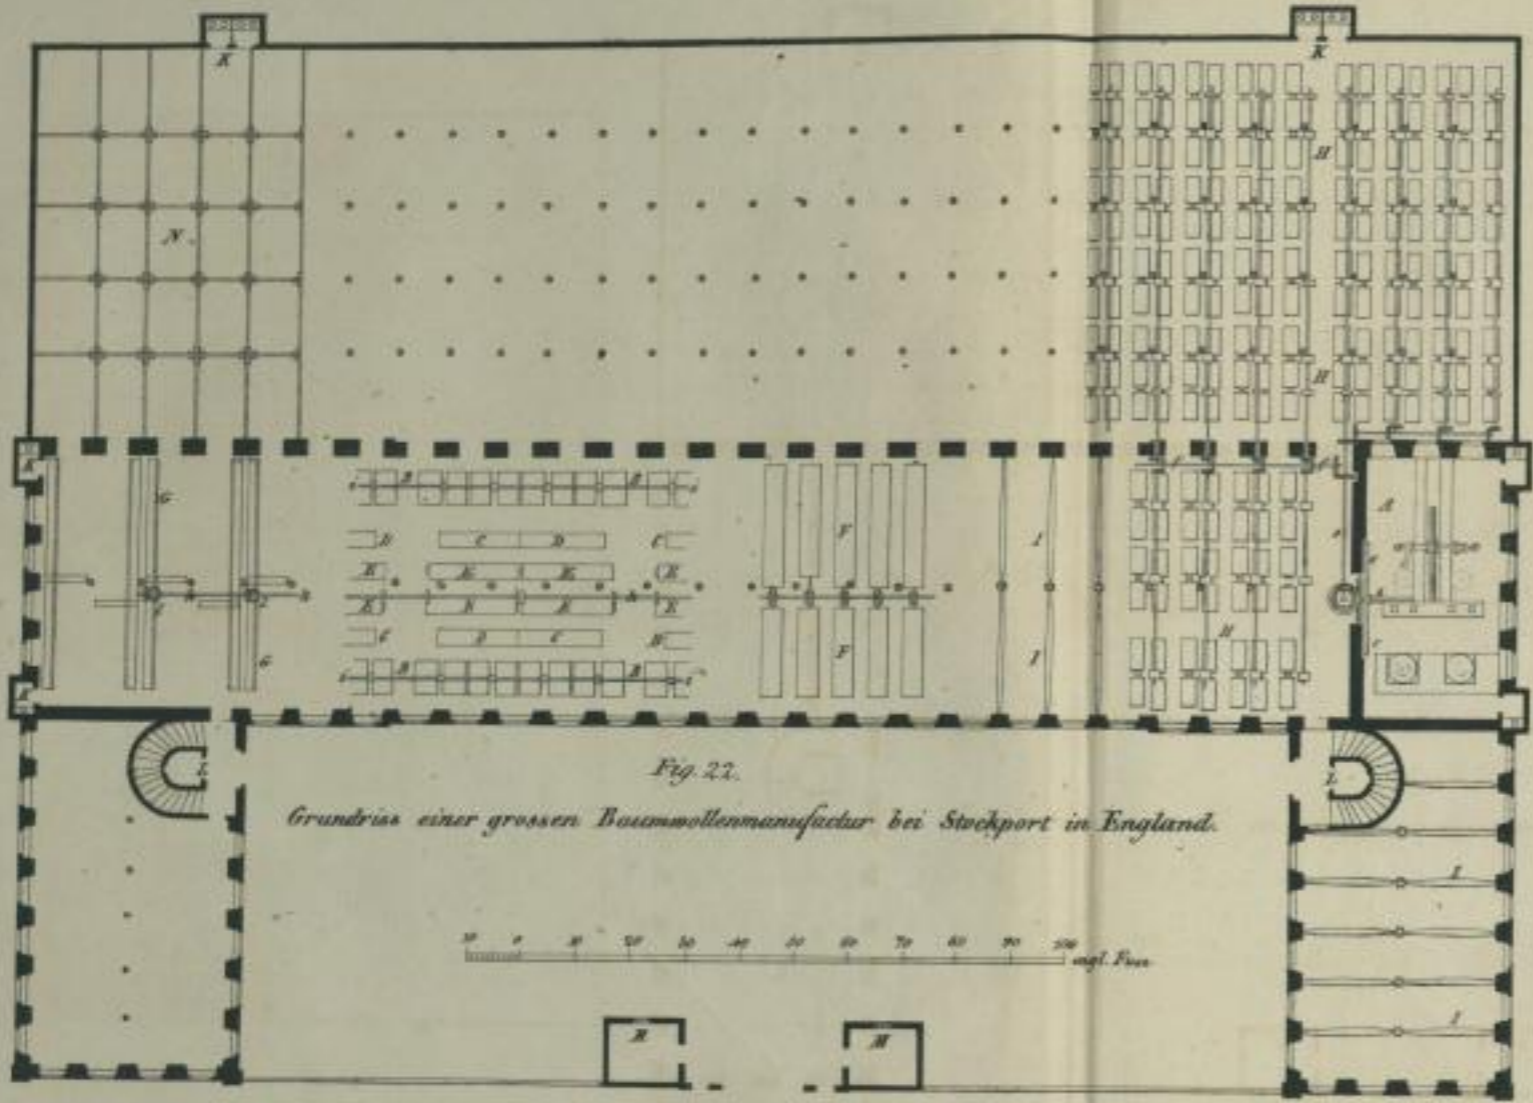 K K
H
N.
H
K
G B B A
C D C
D F I
E E E E
E E E E
C D C D H
F I
G B B
K
L L
Fig. 22.
Grundriss einer grossen Baumwollenmanufactur bei Stockport in England.
I
10 0 10 20 30 40 50 60 70 80 90 100 engl. Fuss
M I